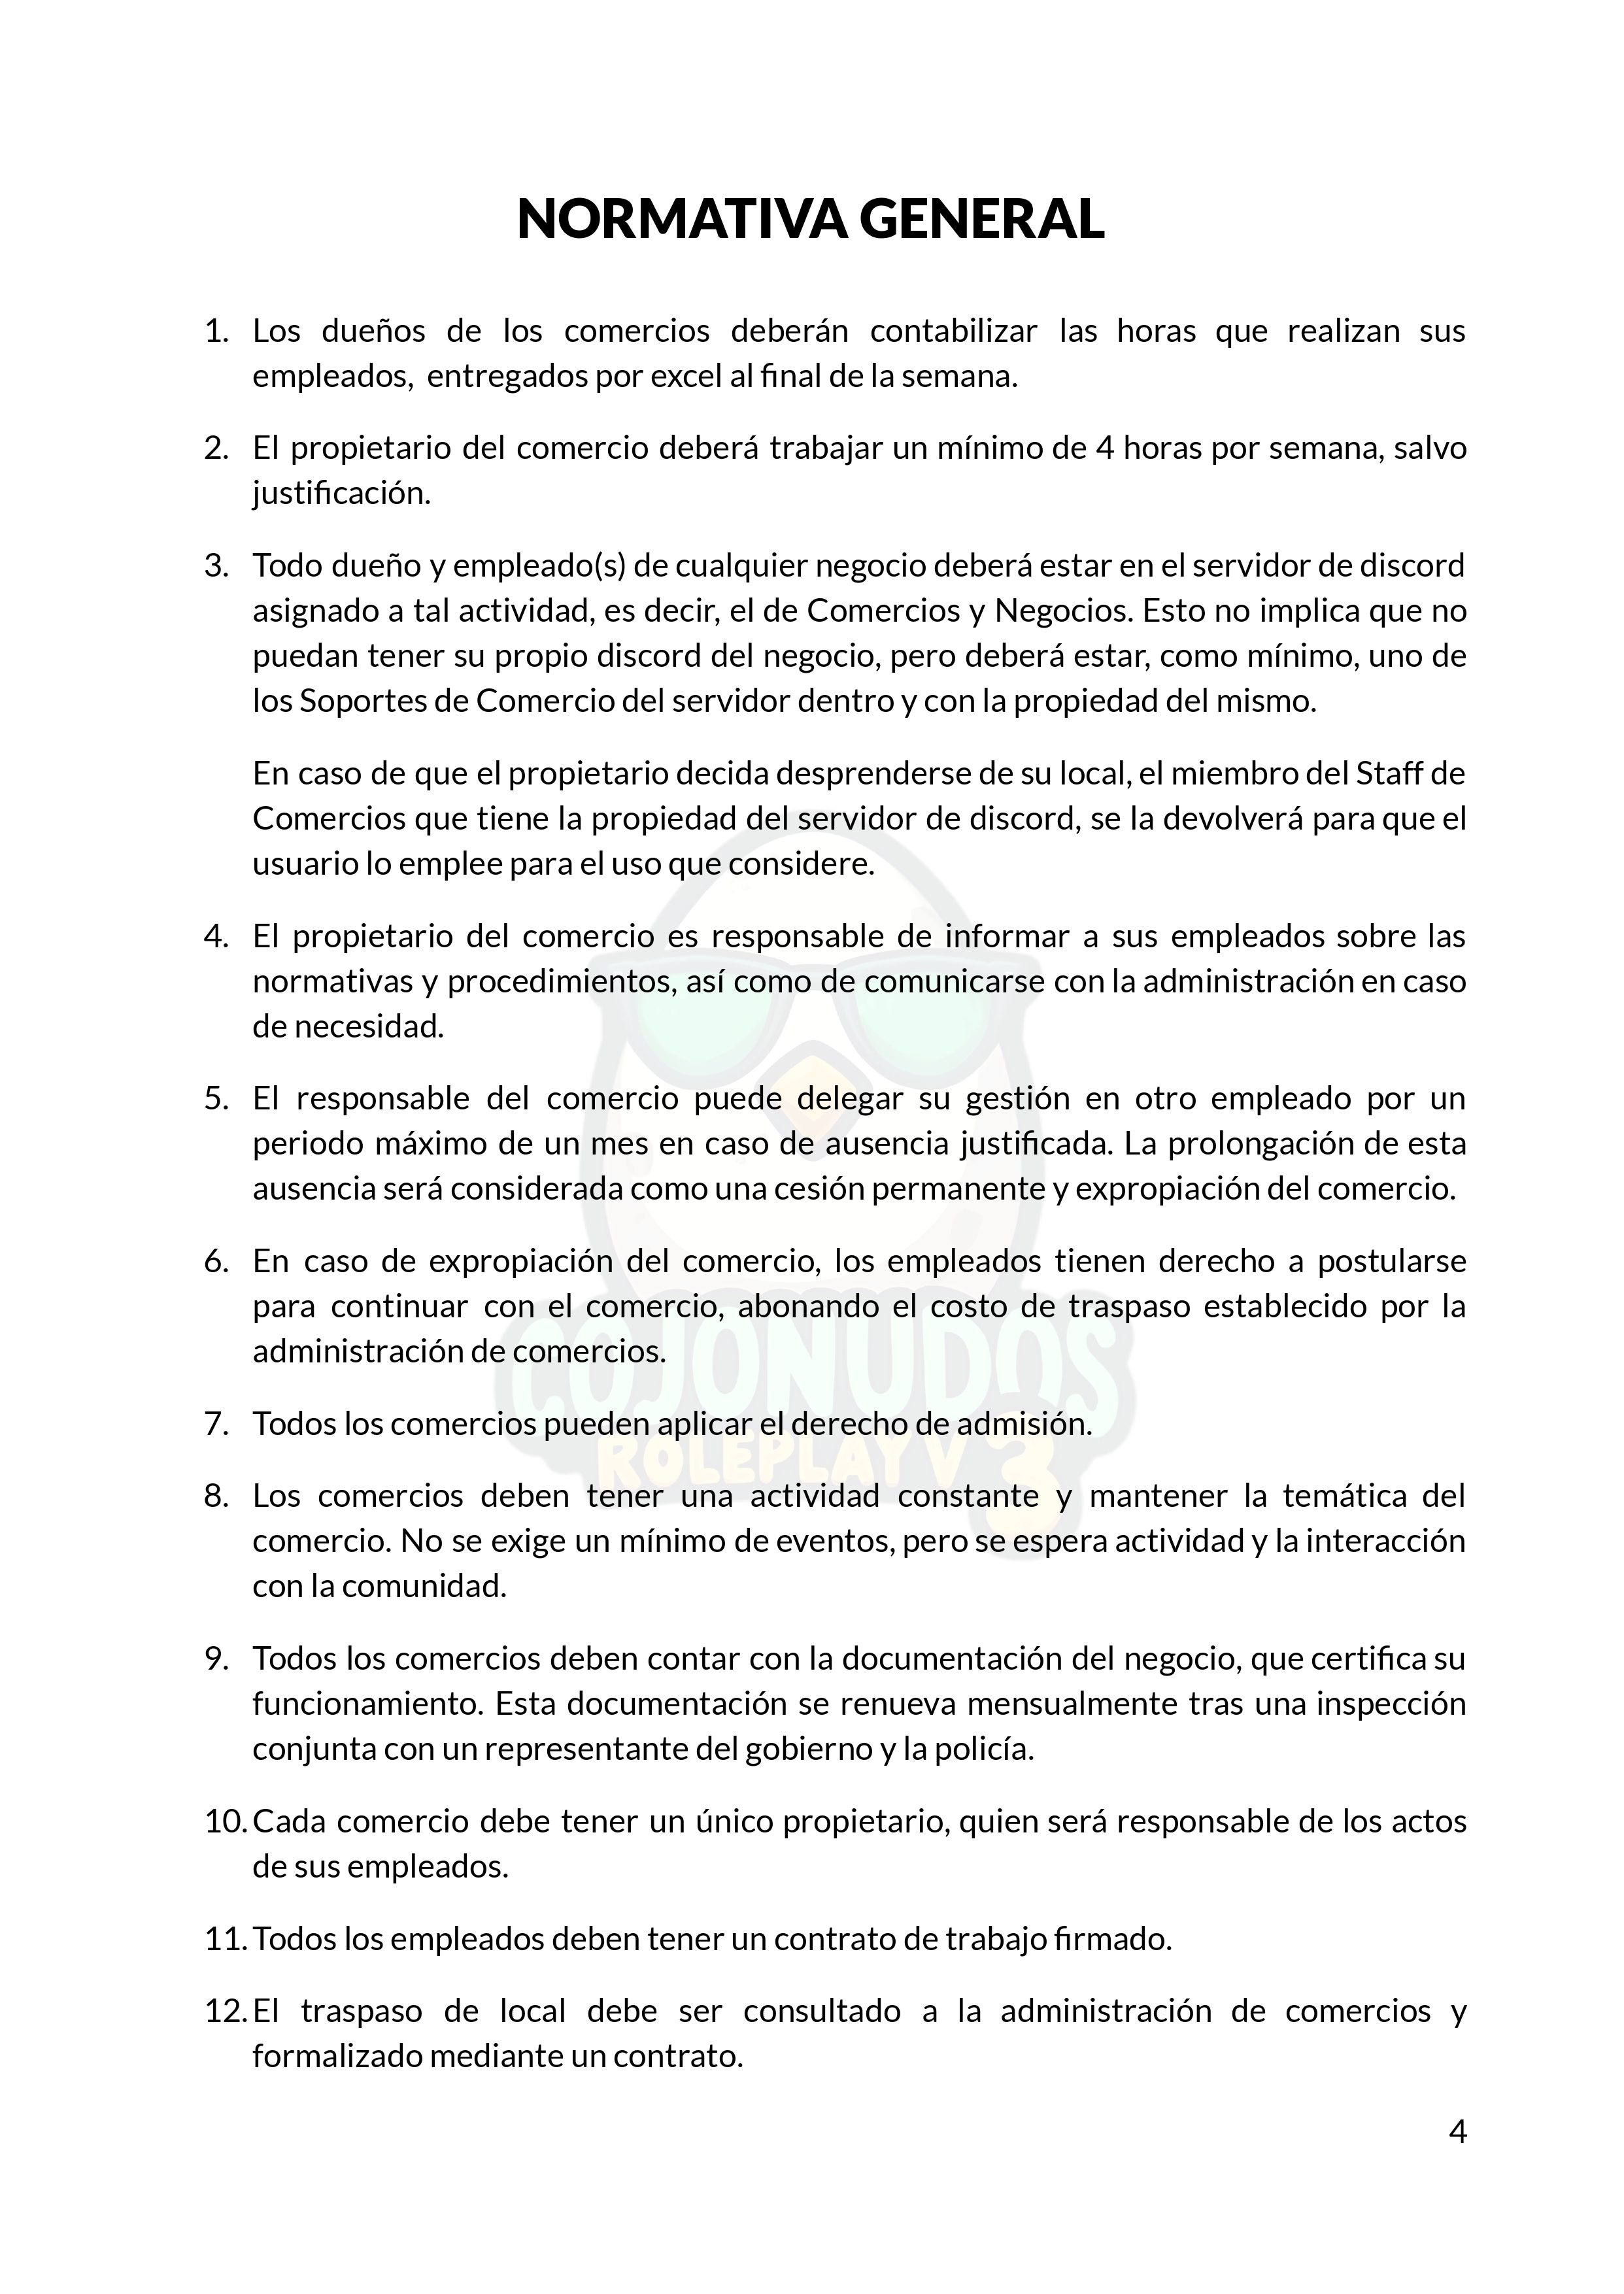 NORMATIVA GENERAL
1. Los dueños de los comercios deberán contabilizar las horas que realizan sus
empleados,  entregados por excel al final de la semana.
2. El propietario del comercio deberá trabajar un mínimo de 4 horas por semana, salvo
justificación.
3. Todo dueño y empleado(s) de cualquier negocio deberá estar en el servidor de discord
asignado a tal actividad, es decir, el de Comercios y Negocios. Esto no implica que no
puedan tener su propio discord del negocio, pero deberá estar, como mínimo, uno de
los Soportes de Comercio del servidor dentro y con la propiedad del mismo.
En caso de que el propietario decida desprenderse de su local, el miembro del Staff de
Comercios que tiene la propiedad del servidor de discord, se la devolverá para que el
usuario lo emplee para el uso que considere.
4. El propietario del comercio es responsable de informar a sus empleados sobre las
normativas y procedimientos, así como de comunicarse con la administración en caso
de necesidad.
5. El responsable del comercio puede delegar su gestión en otro empleado por un
periodo máximo de un mes en caso de ausencia justificada. La prolongación de esta
ausencia será considerada como una cesión permanente y expropiación del comercio.
6. En caso de expropiación del comercio, los empleados tienen derecho a postularse
para continuar con el comercio, abonando el costo de traspaso establecido por la
administración de comercios.
COJONUDOS
7. Todos los comercios pueden aplicar el derecho de admisión.
ROLEPLAY V3
8. Los comercios deben tener una actividad constante y mantener la temática del
comercio. No se exige un mínimo de eventos, pero se espera actividad y la interacción
con la comunidad.
9. Todos los comercios deben contar con la documentación del negocio, que certifica su
funcionamiento. Esta documentación se renueva mensualmente tras una inspección
conjunta con un representante del gobierno y la policía.
10. Cada comercio debe tener un único propietario, quien será responsable de los actos
de sus empleados.
11. Todos los empleados deben tener un contrato de trabajo firmado.
12. El traspaso de local debe ser consultado a la administración de comercios y
formalizado mediante un contrato.
4